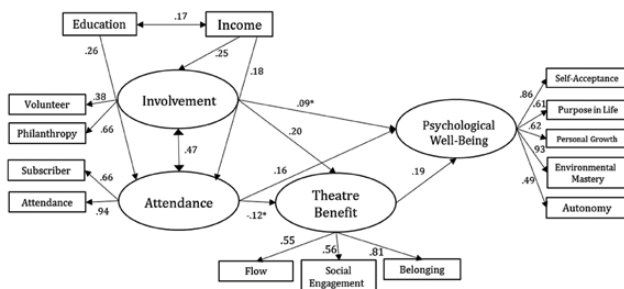 .17
Education
Income
.26
.25
.18
Self-Acceptance
.86
Volunteer
.38
Involvement
.09*
.61
Purpose in Life
Philanthropy
.66
.20
Psychological
Well-Being
.62
Personal Growth
.47
.93
Environmental
Mastery
Subscriber
.66
.16
.19
.49
Attendance
.94
Attendance
-.12*
Theatre
Benefit
Autonomy
.55
.56
.81
Flow
Social
Engagement
Belonging